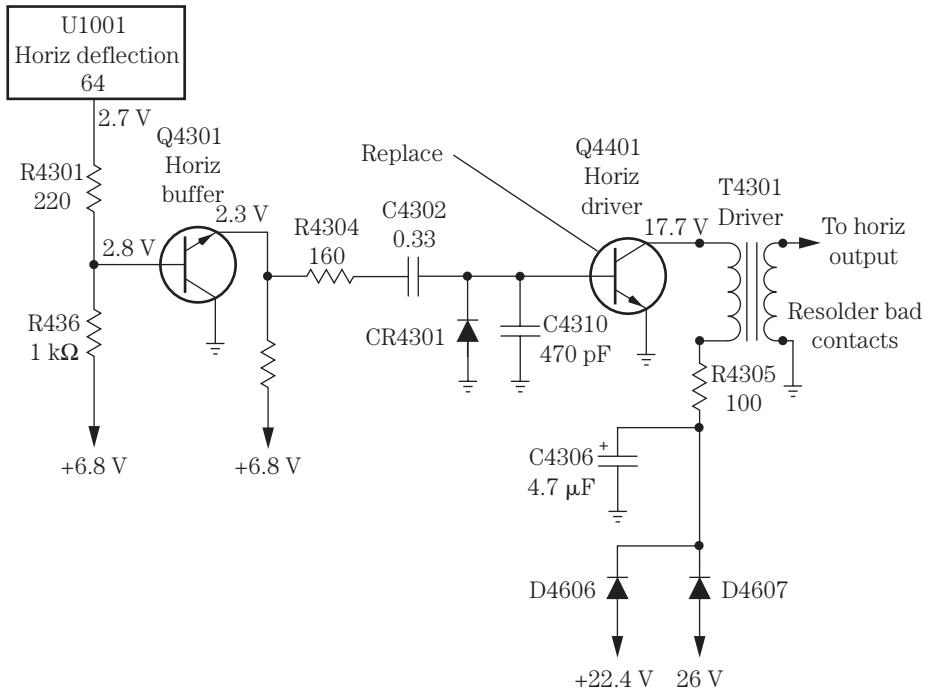 U1001
Horiz deflection
64
2.7 V
Q4301
Horiz
buffer
R4301
220
2.8 V
2.3 V
R436
1 kΩ
+6.8 V
+6.8 V
R4304
160
C4302
0.33
Replace
CR4301
C4310
470 pF
Q4401
Horiz
driver
17.7 V
T4301
Driver
To horiz
output
Resolder bad
contacts
R4305
100
C4306
+
4.7 μF
D4606
D4607
+22.4 V
26 V